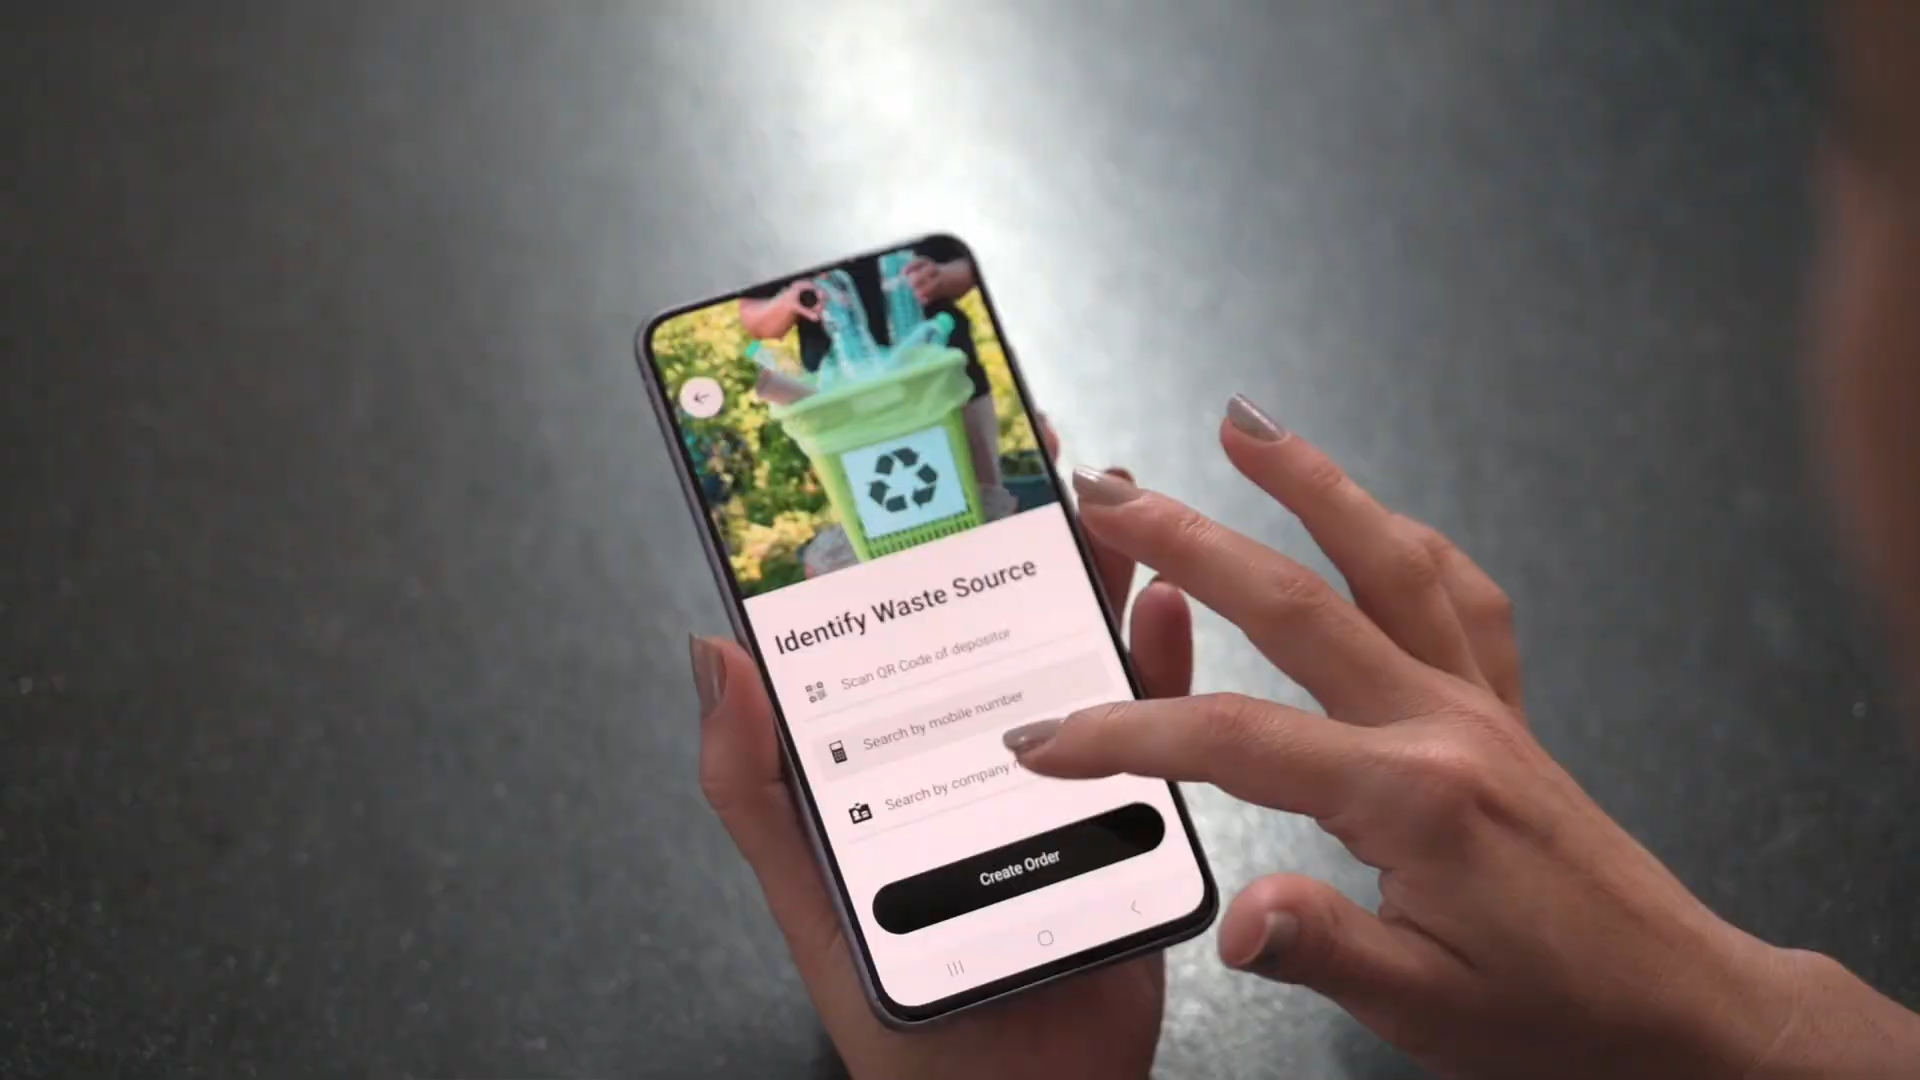 Identify Waste Source
Scan QR Code of depositor
Search by mobile number
Search by company
Create Order